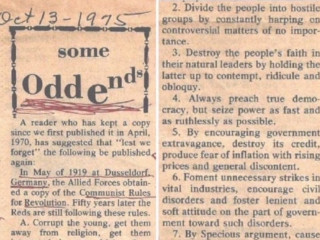 Oct 13-1975
some
Odd ends
A reader who has kept a copy
since we first published it in April,
1970, has suggested that "lest we
forget" the following be published
again:
In May of 1919 at Dusseldorf,
Germany, the Allied Forces obtain-
ed a copy of the Communist Rules
for Revolution. Fifty years later the
Reds are still following these rules.
A. Corrupt the young, get them
away from religion, get them
2. Divide the people into hostile
groups by constantly harping on
controversial matters of no impor-
tance.
3. Destroy the people's faith in
their natural leaders by holding the
latter up to contempt, ridicule and
obloquy.
4. Always preach true demo-
cracy, but seize power as fast and
as ruthlessly as possible.
5. By encouraging government
extravagance, destroy its credit,
produce fear of inflation with rising
prices and general discontent.
6. Foment unnecessary strikes in
vital industries, encourage civil
disorders and foster lenient and
soft attitude on the part of govern-
ment toward such disorders.
7. By Specious argument, cause